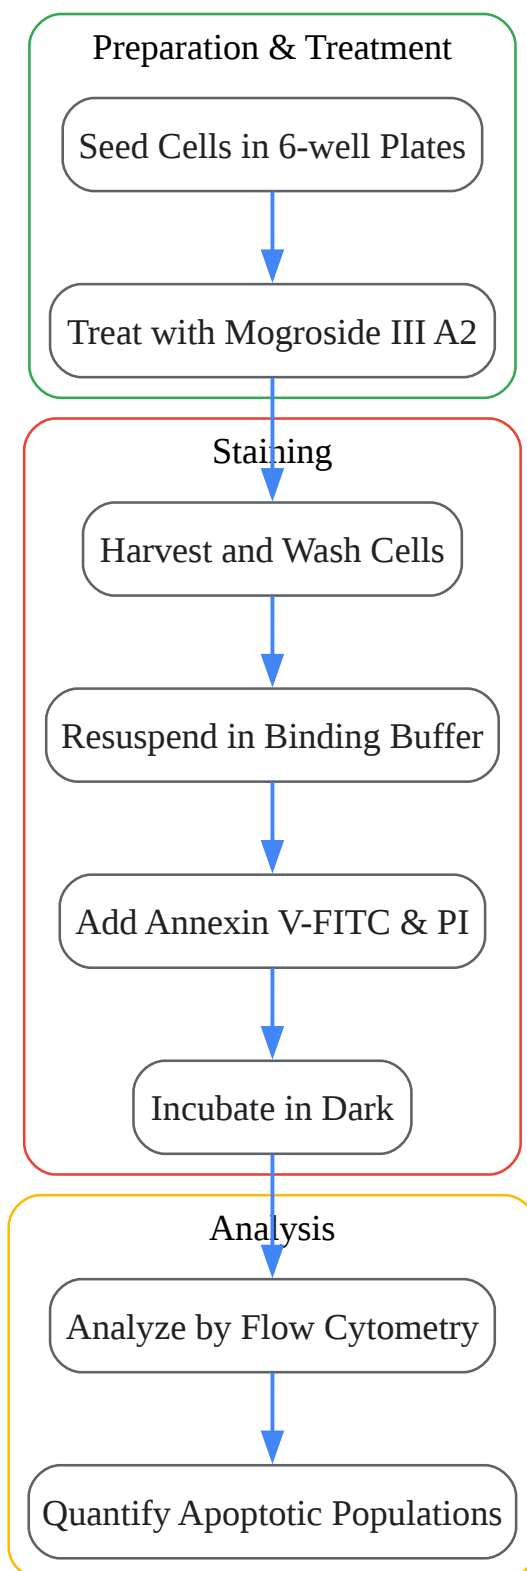 Preparation & Treatment
Seed Cells in 6-well Plates
Treat with Mogroside III A2
Staining
Harvest and Wash Cells
Resuspend in Binding Buffer
Add Annexin V-FITC & PI
Incubate in Dark
Analysis
Analyze by Flow Cytometry
Quantify Apoptotic Populations